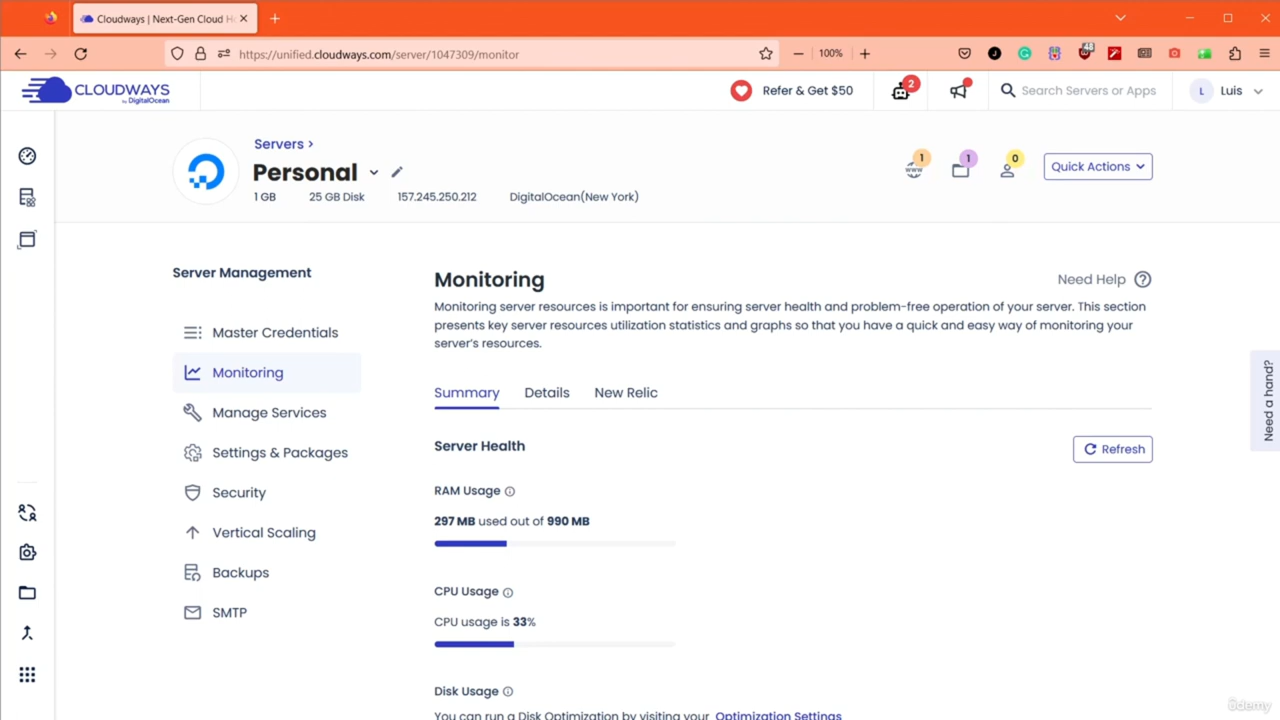 Cloudways | Next-Gen Cloud H
https://unified.cloudways.com/server/1047309/monitor
100%
48
CLOUDWAYS
by DigitalOcean
Refer & Get $50
2
Search Servers or Apps
L
Luis
Servers >
Personal
1 GB
25 GB Disk
157.245.250.212
DigitalOcean(New York)
www
1
1
0
Quick Actions
Server Management
Master Credentials
Monitoring
Manage Services
Settings & Packages
Security
Vertical Scaling
Backups
SMTP
Monitoring
Need Help
Monitoring server resources is important for ensuring server health and problem-free operation of your server. This section
presents key server resources utilization statistics and graphs so that you have a quick and easy way of monitoring your
server's resources.
Summary
Details
New Relic
Server Health
Refresh
RAM Usage
297 MB used out of 990 MB
CPU Usage
CPU usage is 33%
Disk Usage
You can run a Disk Optimization by visiting your Optimization Settings
Need a hand?
ûdemy